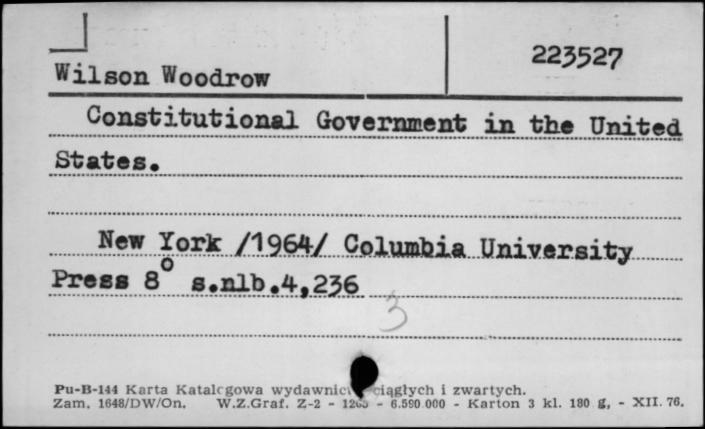 223527
Wilson Woodrow
Constitutional Government in the United
States.
New York /1964/ Columbia University
Press 8° s.nlb.4,236
3
Pu-B-144 Karta Katalogowa wydawnictw ciągłych i zwartych.
Zam. 1648/DW/On. W.Z.Graf. Z-2 - 1265 - 6.590.000 - Karton 3 kl. 180 g, - XII. 76.